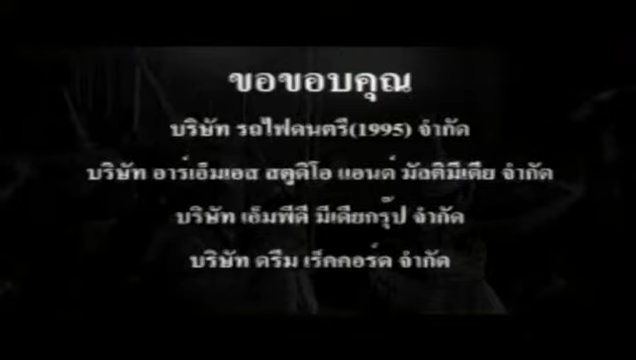 ขอขอบคุณ
บริษัท รถไฟดนตรี(1995) จำกัด
บริษัท อาร์เอ็มเอส สตูดิโอ แอนด์ มัลติมีเดีย จำกัด
บริษัท เอ็มพีดี มีเดียกรุ๊ป จำกัด
บริษัท ดรีม เร็คคอร์ด จำกัด